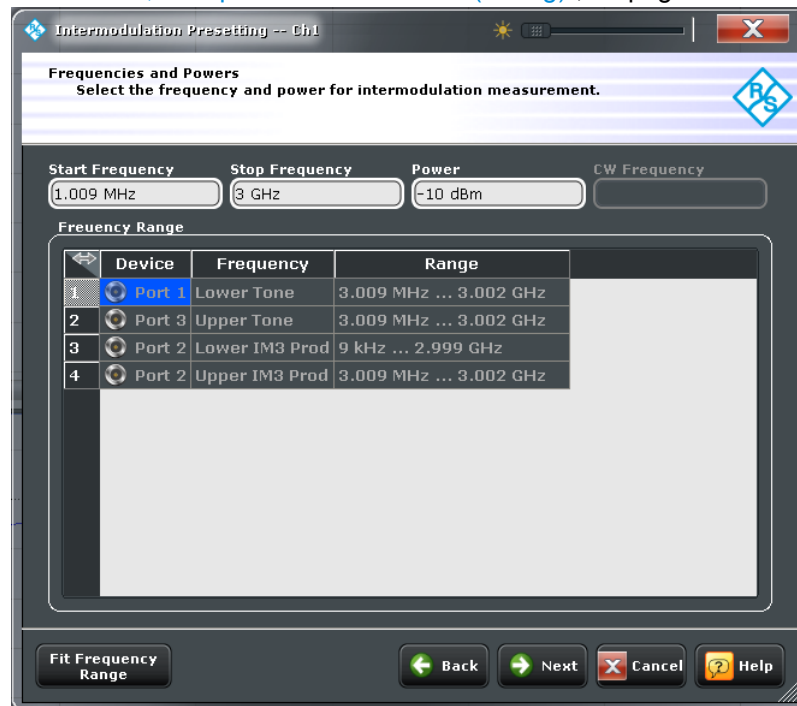 Intermodulation Presetting -- Ch1
X
Frequencies and Powers
Select the frequency and power for intermodulation measurement.
R&S
Start Frequency Stop Frequency Power CW Frequency
1.009 MHz 3 GHz -10 dBm
Freuency Range
Device Frequency Range
1 Port 1 Lower Tone 3.009 MHz ... 3.002 GHz
2 Port 3 Upper Tone 3.009 MHz ... 3.002 GHz
3 Port 2 Lower IM3 Prod 9 kHz ... 2.999 GHz
4 Port 2 Upper IM3 Prod 3.009 MHz ... 3.002 GHz
Fit Frequency
Range
Back Next X Cancel ? Help